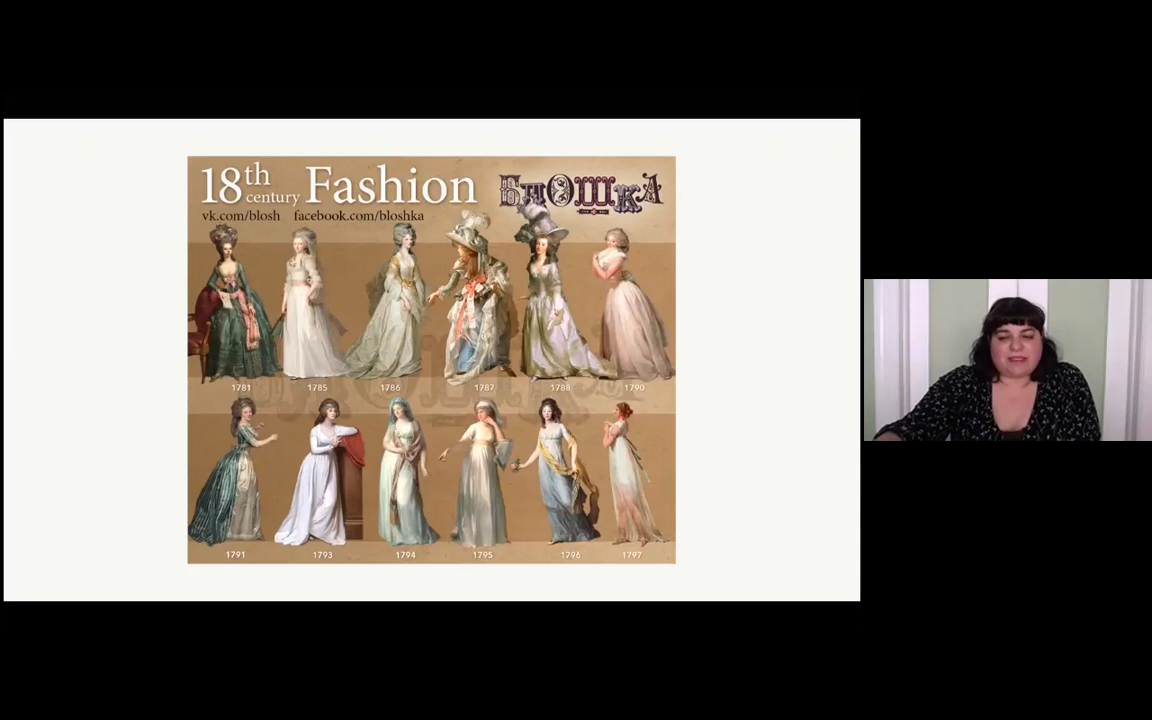 18th century Fashion
БлОшкА
vk.com/blosh facebook.com/bloshka
1781 1785 1786 1787 1788 1790
1791 1793 1794 1795 1796 1797